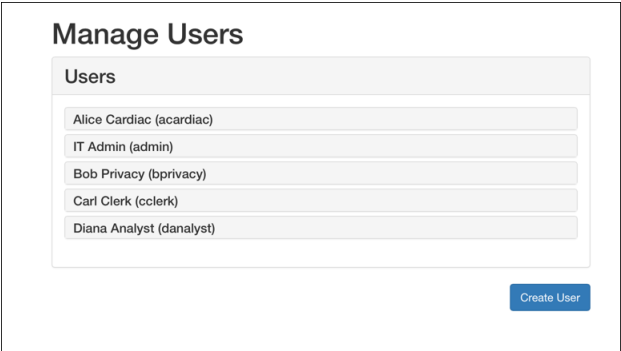 Manage Users
Users
Alice Cardiac (acardiac)
IT Admin (admin)
Bob Privacy (bprivacy)
Carl Clerk (cclerk)
Diana Analyst (danalyst)
Create User